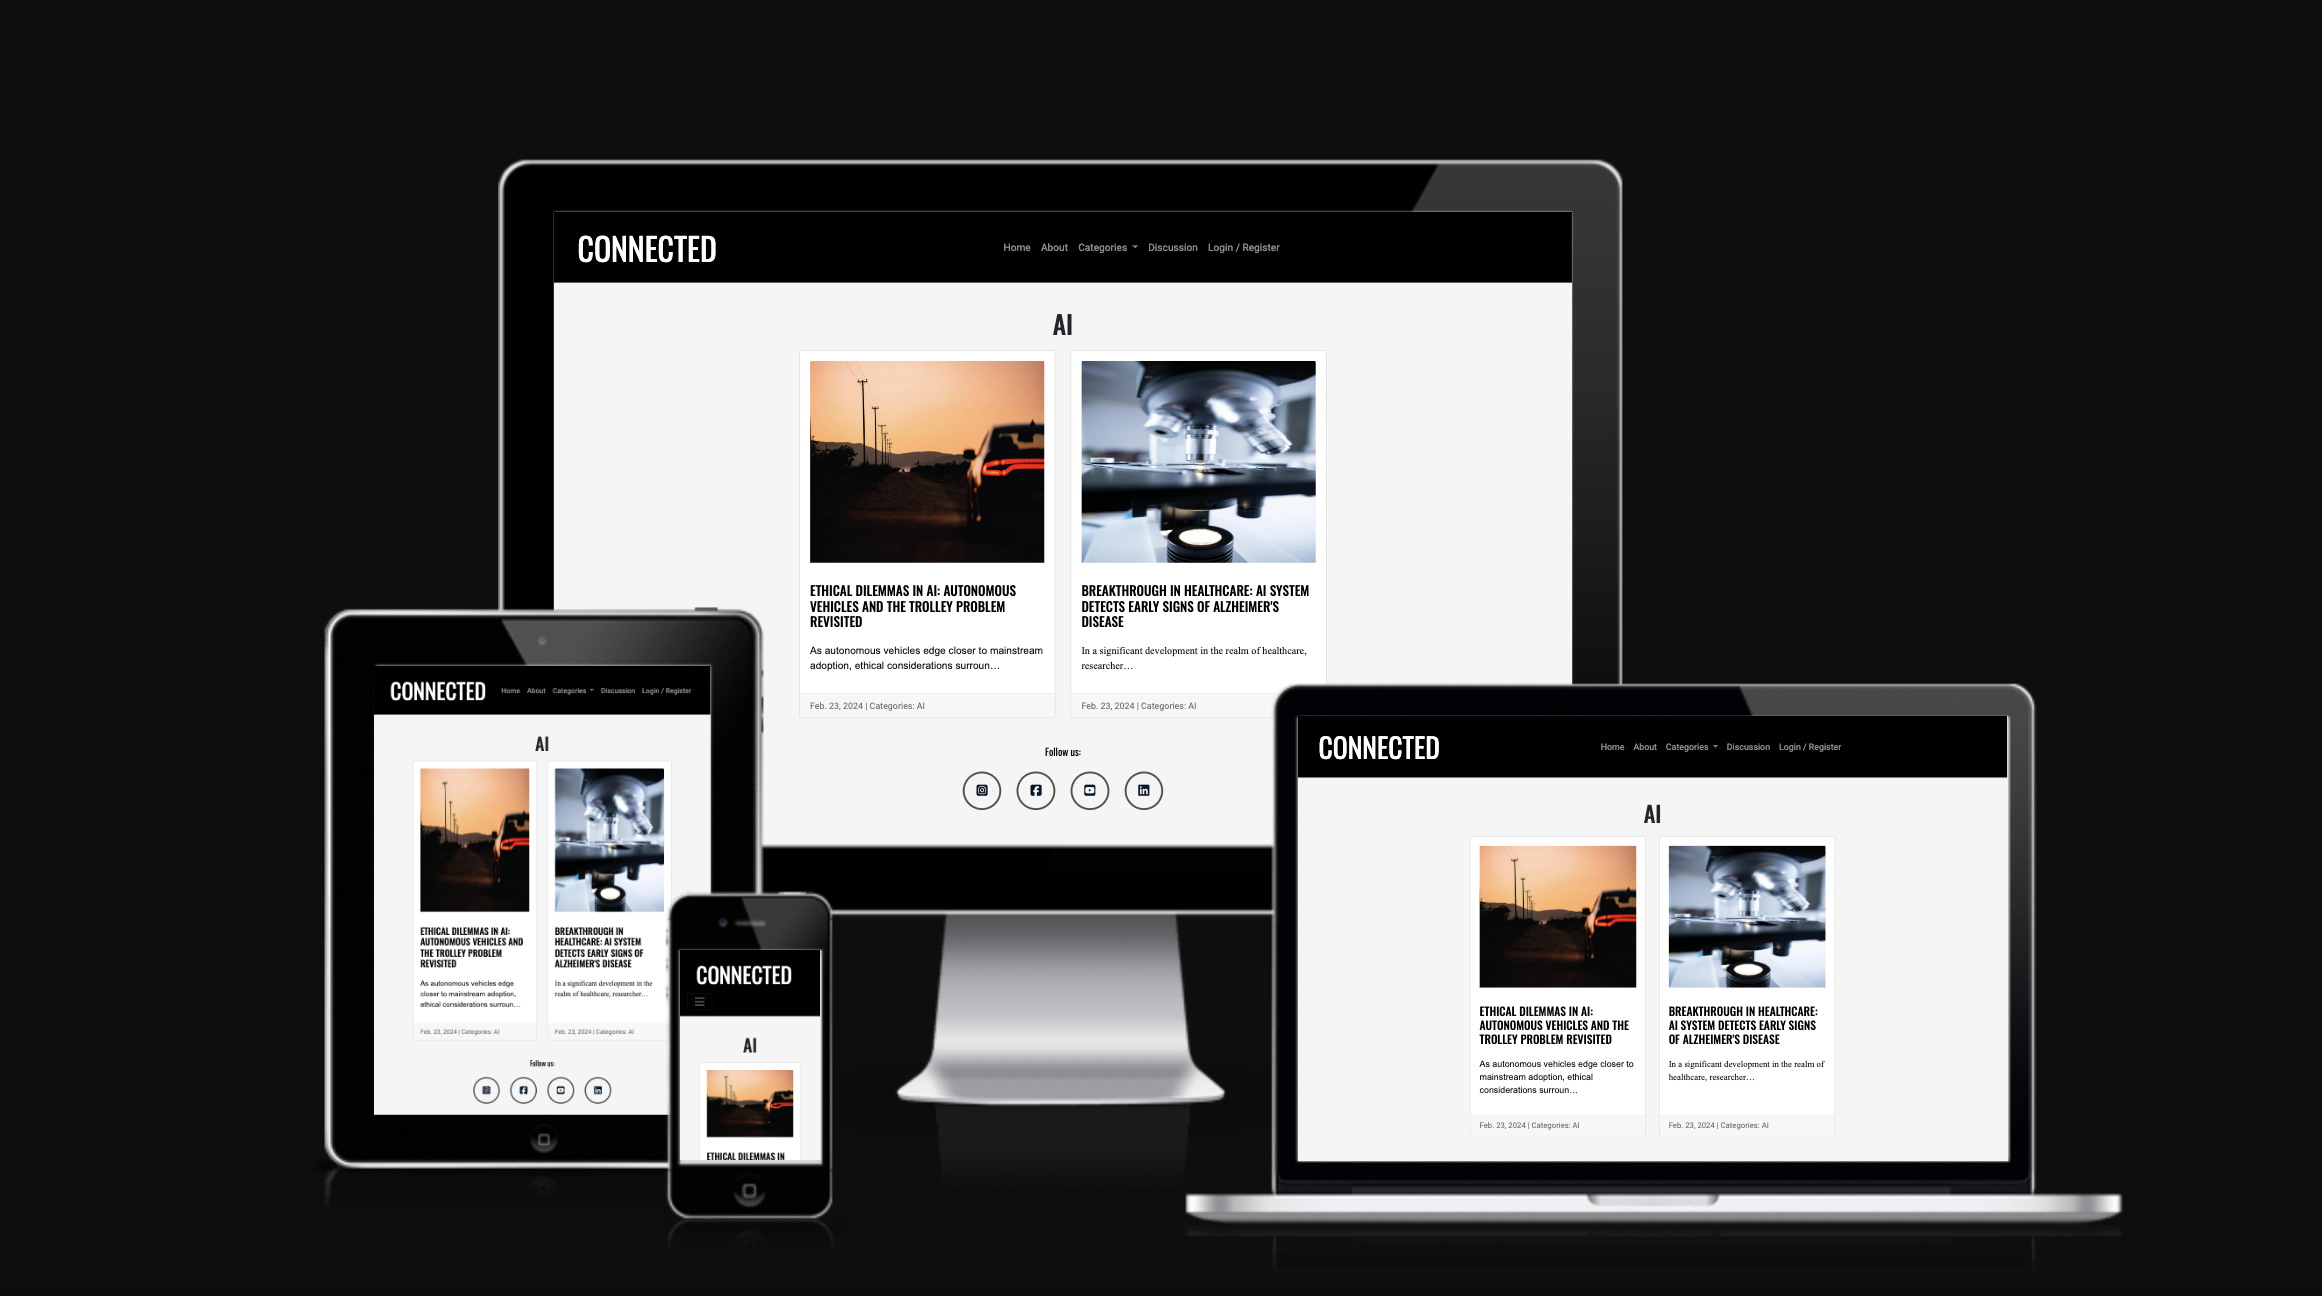 CONNECTED
Home About Categories Discussion Login / Register
AI
ETHICAL DILEMMAS IN AI: AUTONOMOUS
VEHICLES AND THE TROLLEY PROBLEM
REVISITED
As autonomous vehicles edge closer to mainstream
adoption, ethical considerations surroun...
Feb. 23, 2024 | Categories: AI
BREAKTHROUGH IN HEALTHCARE: AI SYSTEM
DETECTS EARLY SIGNS OF ALZHEIMER'S
DISEASE
In a significant development in the realm of healthcare,
researcher...
Feb. 23, 2024 | Categories: AI
Follow us:
CONNECTED
Home About Categories Discussion Login / Register
AI
ETHICAL DILEMMAS IN AI:
AUTONOMOUS VEHICLES AND
THE TROLLEY PROBLEM
REVISITED
As autonomous vehicles edge
closer to mainstream adoption,
ethical considerations surroun...
Feb. 23, 2024 | Categories: AI
BREAKTHROUGH IN
HEALTHCARE: AI SYSTEM
DETECTS EARLY SIGNS OF
ALZHEIMER'S DISEASE
In a significant development in the
realm of healthcare, researcher...
Feb. 23, 2024 | Categories: AI
Follow us:
CONNECTED
AI
ETHICAL DILEMMAS IN
CONNECTED
Home About Categories Discussion Login / Register
AI
ETHICAL DILEMMAS IN AI:
AUTONOMOUS VEHICLES AND THE
TROLLEY PROBLEM REVISITED
As autonomous vehicles edge closer to
mainstream adoption, ethical
considerations surroun...
Feb. 23, 2024 | Categories: AI
BREAKTHROUGH IN HEALTHCARE:
AI SYSTEM DETECTS EARLY SIGNS
OF ALZHEIMER'S DISEASE
In a significant development in the realm of
healthcare, researcher...
Feb. 23, 2024 | Categories: AI